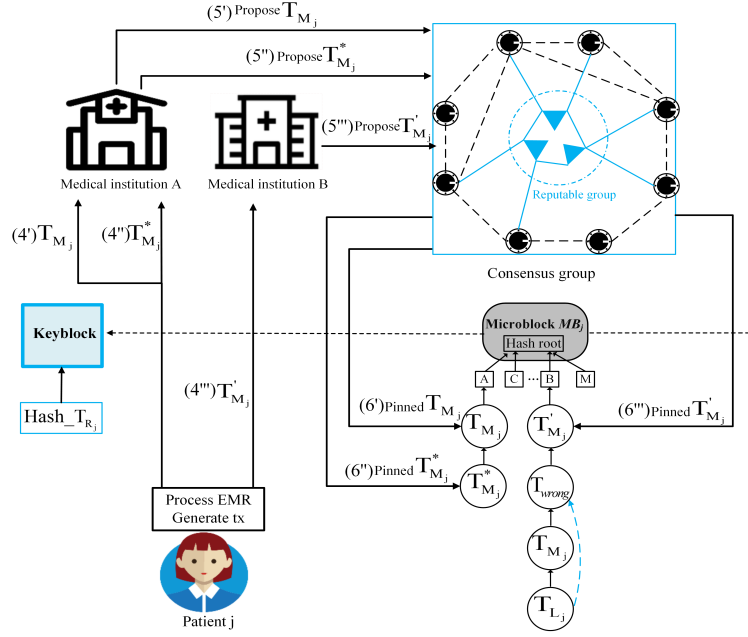 (5') Propose T_{M_j}
(5'') Propose T^*_{M_j}
(5''') Propose T^'_{M_j}
Medical institution A
Medical institution B
Reputable group
(4') T_{M_j}
(4'') T^*_{M_j}
Consensus group
Keyblock
Microblock MB_j
Hash root
A
C
...
B
M
(4''') T^'_{M_j}
Hash_T_{R_j}
(6') Pinned T_{M_j}
T_{M_j}
T^'_{M_j}
(6''') Pinned T^'_{M_j}
(6'') Pinned T^*_{M_j}
T^*_{M_j}
T_{wrong}
Process EMR
Generate tx
T_{M_j}
T_{L_j}
Patient j